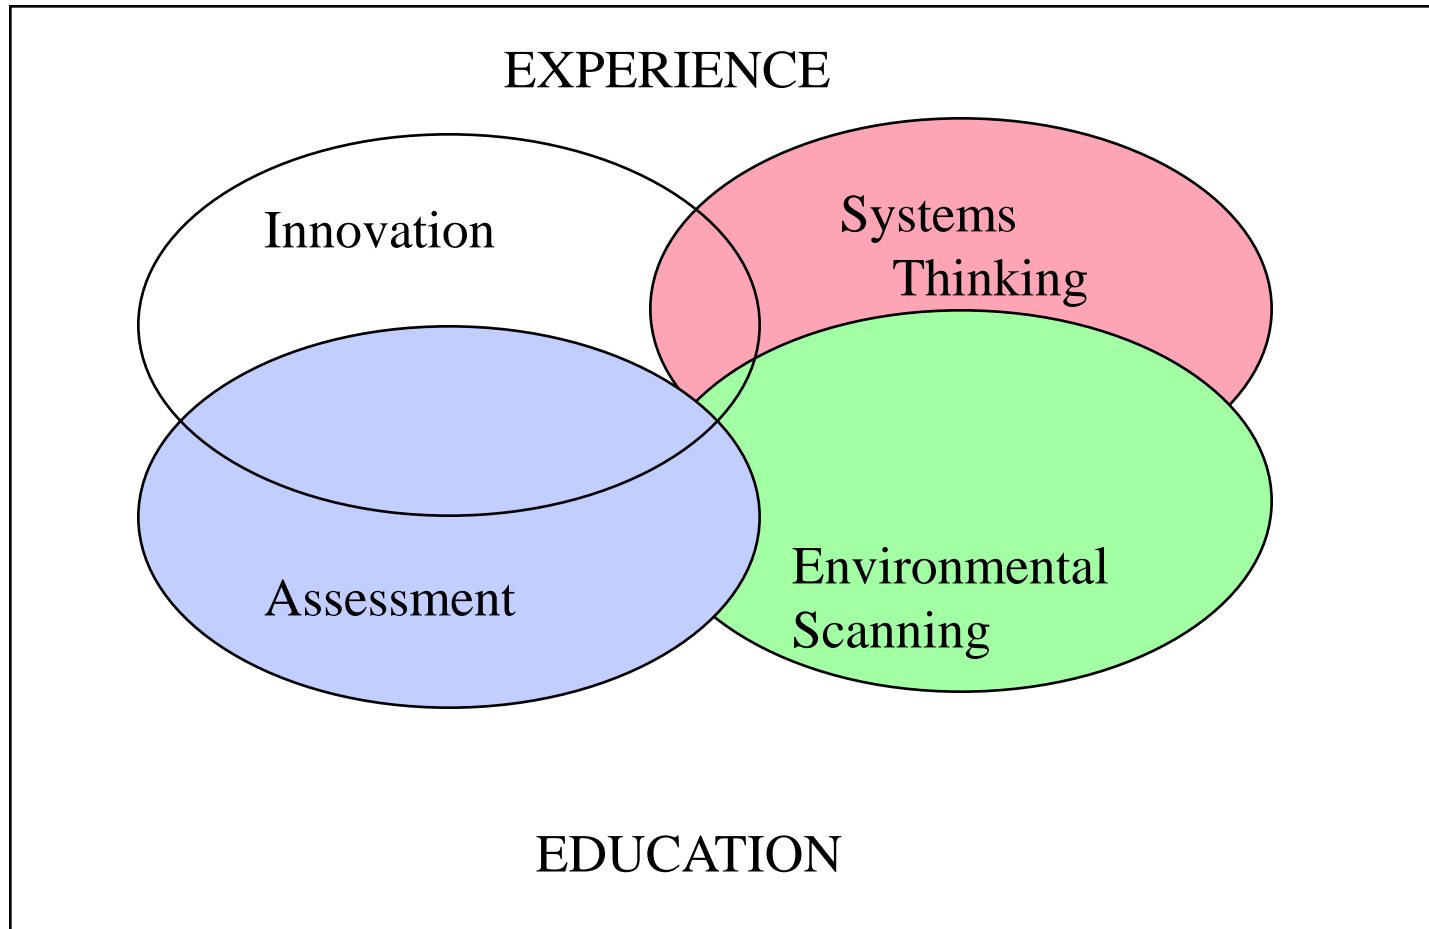 EXPERIENCE
Innovation
Systems
Thinking
Assessment
Environmental
Scanning
EDUCATION